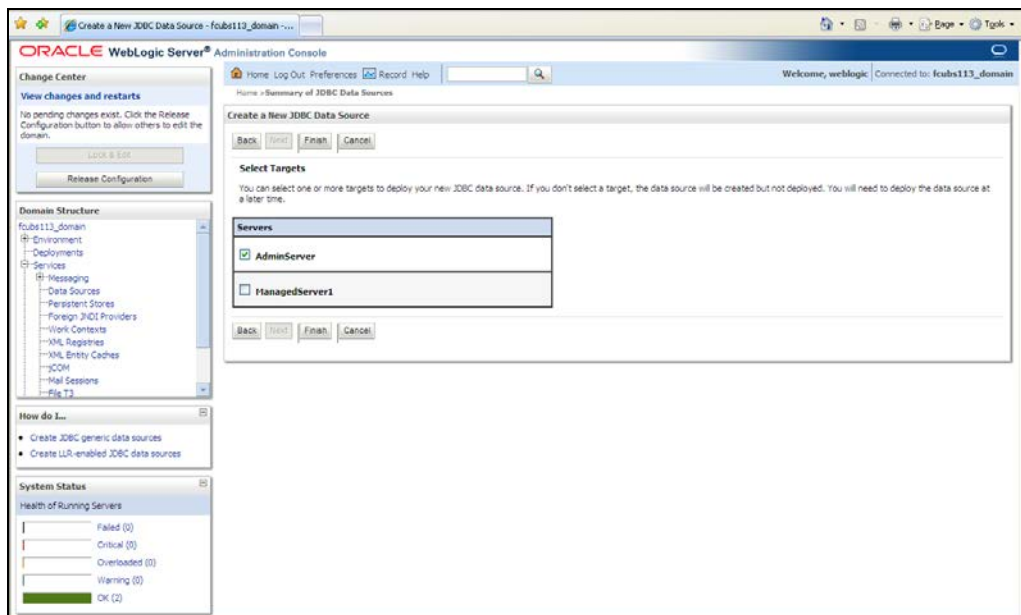 Create a New JDBC Data Source - fcubs113_domain -...
Page
Tools
ORACLE WebLogic Server® Administration Console
Change Center
View changes and restarts
No pending changes exist. Click the Release
Configuration button to allow others to edit the
domain.
Lock & Edit
Release Configuration
Domain Structure
fcubs113_domain
Environment
Deployments
Services
Messaging
Data Sources
Persistent Stores
Foreign JNDI Providers
Work Contexts
XML Registries
XML Entity Caches
jCOM
Mail Sessions
File T3
How do I...
Create JDBC generic data sources
Create LLR-enabled JDBC data sources
System Status
Health of Running Servers
Failed (0)
Critical (0)
Overloaded (0)
Warning (0)
OK (2)
Home Log Out Preferences Record Help
Welcome, weblogic Connected to: fcubs113_domain
Home >Summary of JDBC Data Sources
Create a New JDBC Data Source
Back Next Finish Cancel
Select Targets
You can select one or more targets to deploy your new JDBC data source. If you don't select a target, the data source will be created but not deployed. You will need to deploy the data source at
a later time.
Servers
AdminServer
ManagedServer1
Back Next Finish Cancel